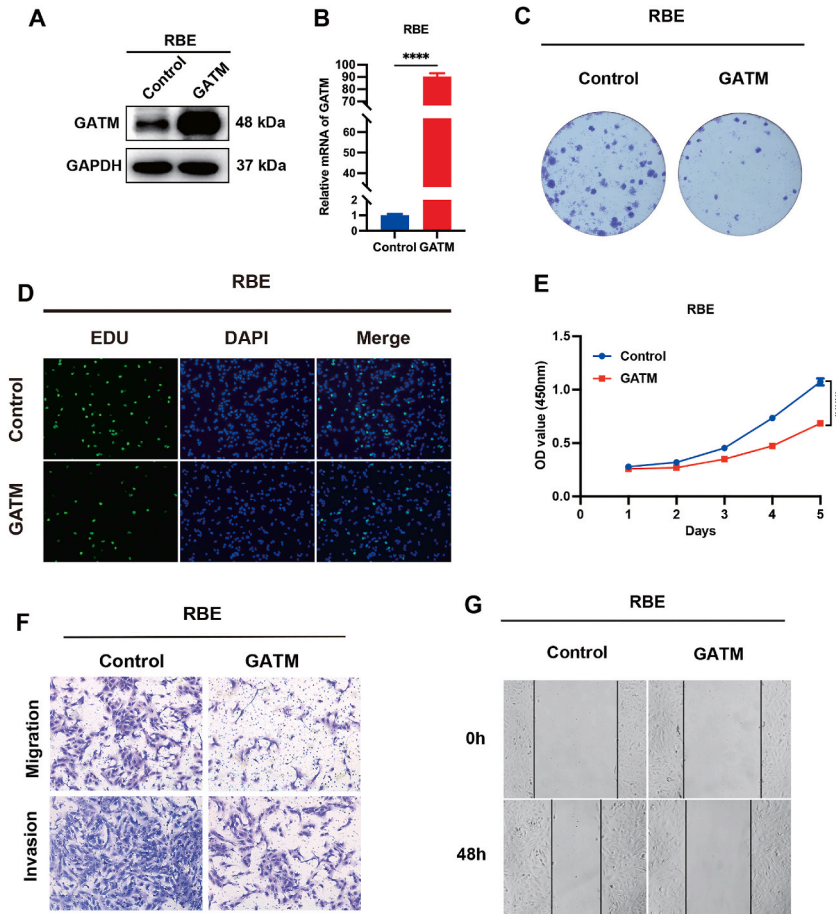 A
RBE
Control
GATM
GATM
48 kDa
GAPDH
37 kDa
B
RBE
****
Relative mRNA of GATM
100
90
80
70
60
40
2
1
0
Control GATM
C
RBE
Control
GATM
D
RBE
EDU
DAPI
Merge
Control
GATM
E
RBE
OD value (450nm)
1.5
1.0
0.5
0.0
Control
GATM
0
1
2
3
4
5
Days
F
RBE
Control
GATM
Migration
Invasion
G
RBE
Control
GATM
0h
48h